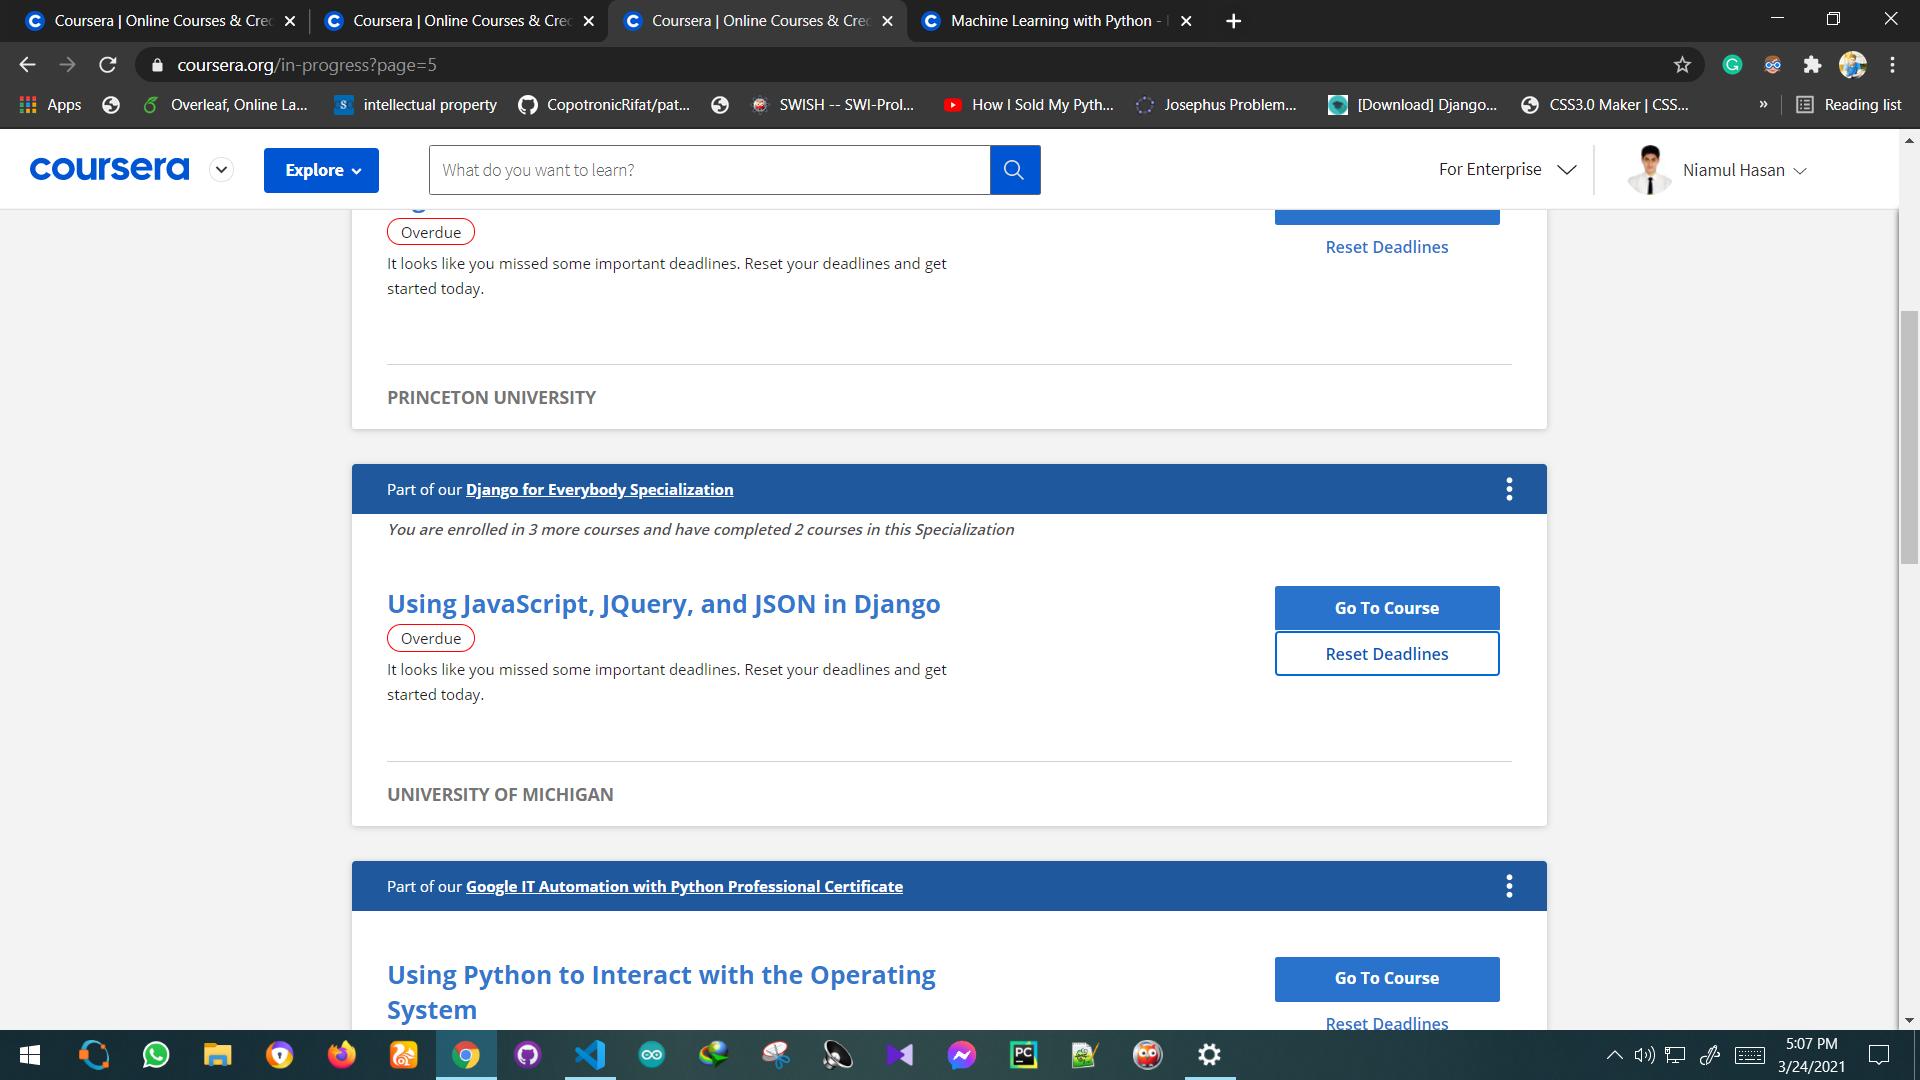 Coursera | Online Courses & Cred
Coursera | Online Courses & Cred
Coursera | Online Courses & Cred
Machine Learning with Python -
coursera.org/in-progress?page=5
Apps
Overleaf, Online La...
intellectual property
CopotronicRifat/pat...
SWISH -- SWI-Prol...
How I Sold My Pyth...
Josephus Problem...
[Download] Django...
CSS3.0 Maker | CSS...
»
Reading list
coursera
Explore
What do you want to learn?
For Enterprise
Niamul Hasan
Overdue
Reset Deadlines
It looks like you missed some important deadlines. Reset your deadlines and get
started today.
PRINCETON UNIVERSITY
Part of our Django for Everybody Specialization
You are enrolled in 3 more courses and have completed 2 courses in this Specialization
Using JavaScript, JQuery, and JSON in Django
Go To Course
Overdue
Reset Deadlines
It looks like you missed some important deadlines. Reset your deadlines and get
started today.
UNIVERSITY OF MICHIGAN
Part of our Google IT Automation with Python Professional Certificate
Using Python to Interact with the Operating
System
Go To Course
Reset Deadlines
5:07 PM
3/24/2021